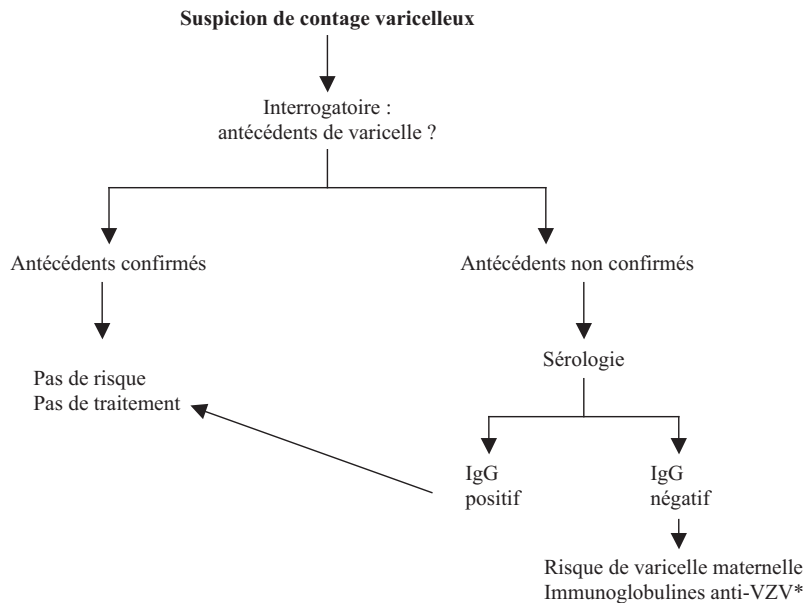 Suspicion de contage varicelleux
Interrogatoire :
antécédents de varicelle ?
Antécédents confirmés
Antécédents non confirmés
Sérologie
Pas de risque
Pas de traitement
IgG
positif
IgG
négatif
Risque de varicelle maternelle
Immunoglobulines anti-VZV*